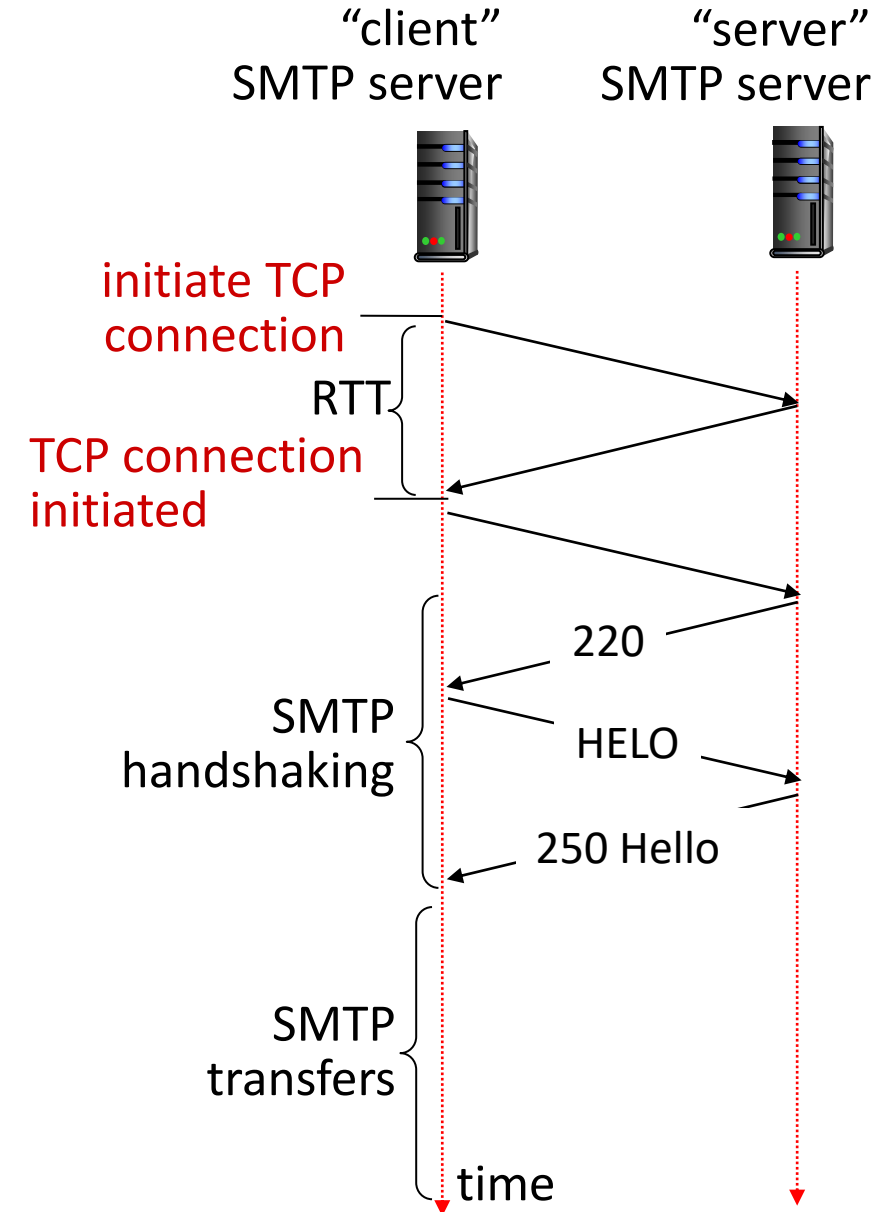 “client”
SMTP server
“server”
SMTP server
initiate TCP
connection
RTT
TCP connection
initiated
220
SMTP
handshaking
HELO
250 Hello
SMTP
transfers
time